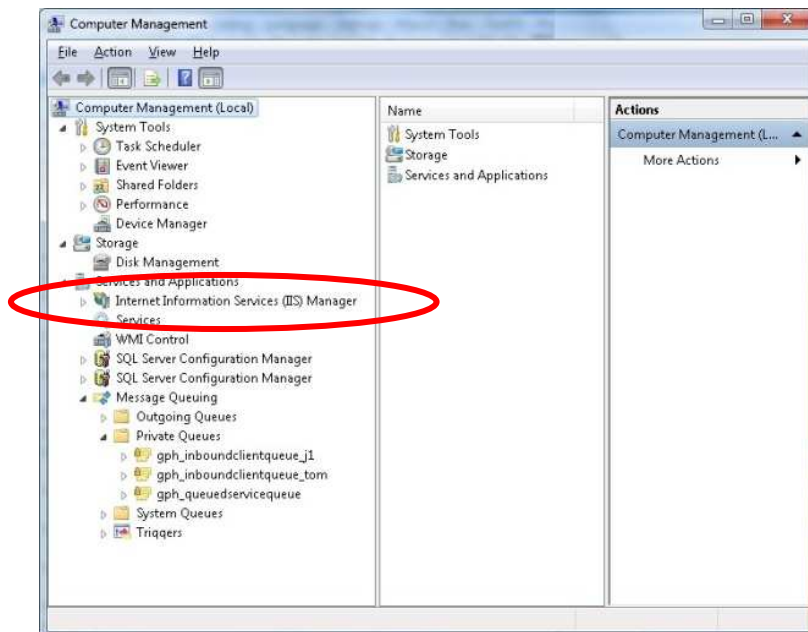 Computer Management
File Action View Help
Computer Management (Local)
System Tools
Task Scheduler
Event Viewer
Shared Folders
Performance
Device Manager
Storage
Disk Management
Services and Applications
Internet Information Services (IIS) Manager
Services
WMI Control
SQL Server Configuration Manager
SQL Server Configuration Manager
Message Queuing
Outgoing Queues
Private Queues
gph_inboundclientqueue_j1
gph_inboundclientqueue_tom
gph_queuedservicequeue
System Queues
Triggers
Name
System Tools
Storage
Services and Applications
Actions
Computer Management (L...
More Actions